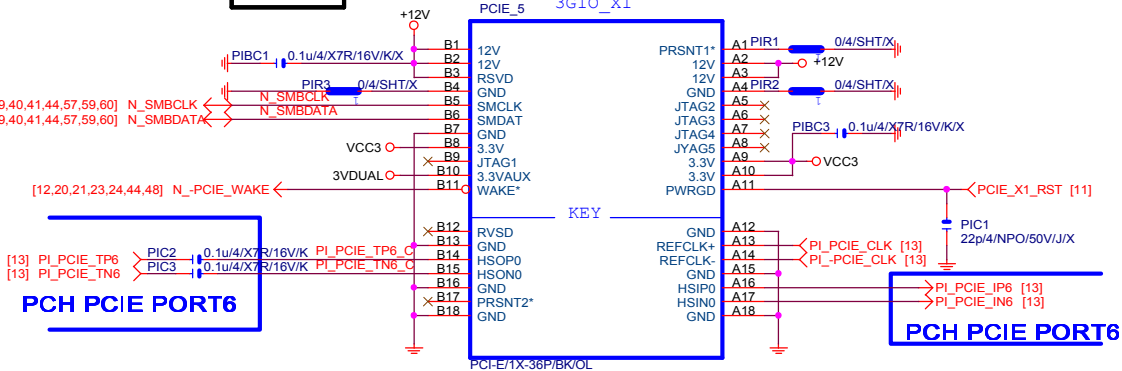 PCIE_5
3GIO_X1
+12V
B1 12V PRSNT1* A1 PIR1 0/4/SHT/X
PIBC1 0.1u/4/X7R/16V/K/X B2 12V 12V A2 +12V
B3 RSVD 12V A3
PIR3 0/4/SHT/X B4 GND GND A4 PIR2 0/4/SHT/X
1
1
1
9,40,41,44,57,59,60] N_SMBCLK N_SMBCLK B5 SMCLK JTAG2 A5
9,40,41,44,57,59,60] N_SMBDATA N_SMBDATA B6 SMDAT JTAG3 A6
B7 GND JTAG4 A7 PIBC3 0.1u/4/X7R/16V/K/X
VCC3 B8 3.3V JYAG5 A8
B9 JTAG1 3.3V A9 VCC3
3VDUAL B10 3.3VAUX 3.3V A10
[12,20,21,23,24,44,48] N_-PCIE_WAKE B11 WAKE* PWRGD A11 PCIE_X1_RST [11]
KEY
PIC1
22p/4/NPO/50V/J/X
B12 RVSD GND A12
B13 GND REFCLK+ A13 PI_PCIE_CLK [13]
[13] PI_PCIE_TP6 PIC2 0.1u/4/X7R/16V/K PI_PCIE_TP6_C B14 HSOP0 REFCLK- A14 PI_-PCIE_CLK [13]
[13] PI_PCIE_TN6 PIC3 0.1u/4/X7R/16V/K PI_PCIE_TN6_C B15 HSON0 GND A15
B16 GND HSIP0 A16 PI_PCIE_IP6 [13]
B17 PRSNT2* HSIN0 A17 PI_PCIE_IN6 [13]
B18 GND GND A18
PCH PCIE PORT6
PCH PCIE PORT6
PCI-E/1X-36P/BK/OL